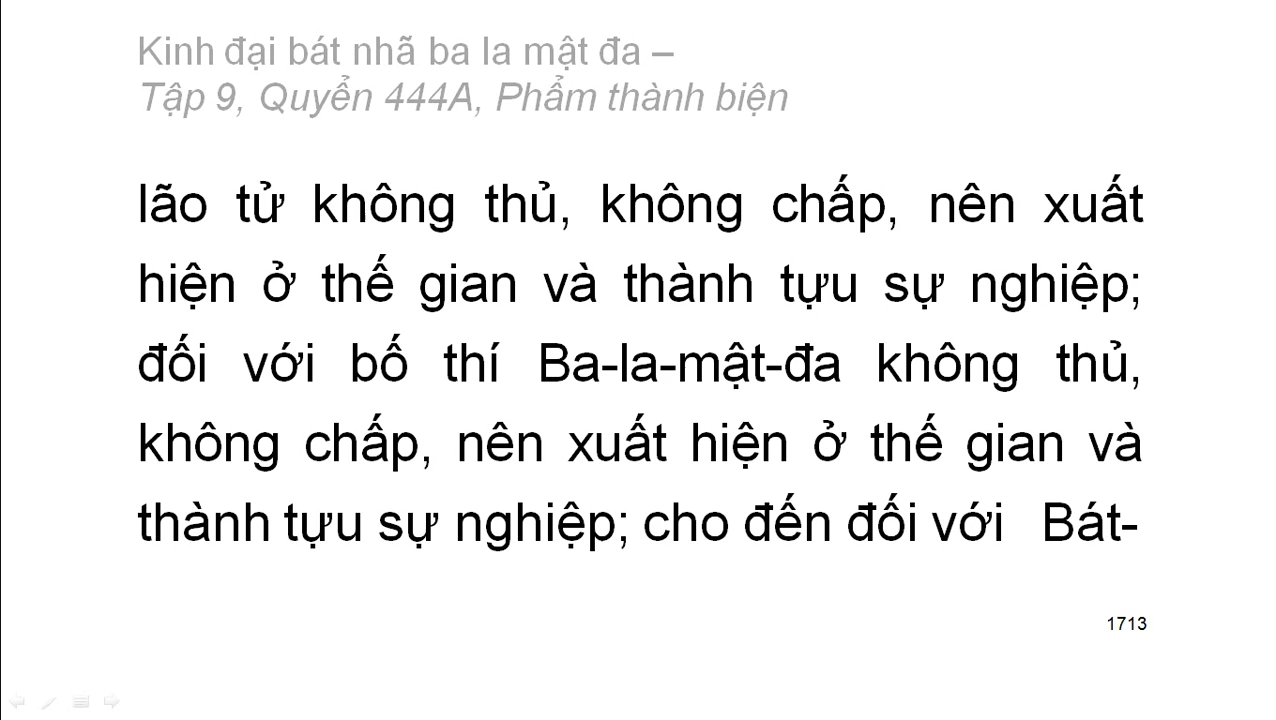 Kinh đại bát nhã ba la mật đa –
Tập 9, Quyển 444A, Phẩm thành biện
lão tử không thủ, không chấp, nên xuất
hiện ở thế gian và thành tựu sự nghiệp;
đối với bố thí Ba-la-mật-đa không thủ,
không chấp, nên xuất hiện ở thế gian và
thành tựu sự nghiệp; cho đến đối với Bát-
1713